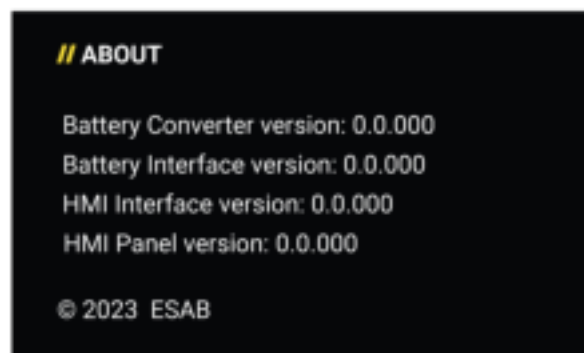 // ABOUT
Battery Converter version: 0.0.000
Battery Interface version: 0.0.000
HMI Interface version: 0.0.000
HMI Panel version: 0.0.000
© 2023 ESAB